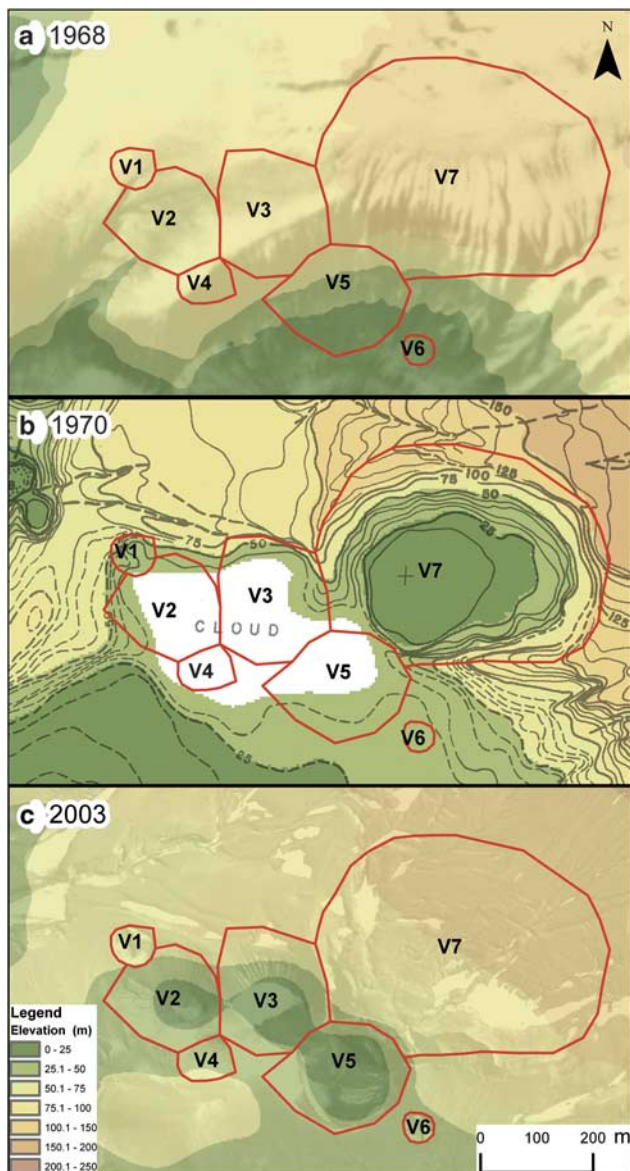 a 1968
N
V1
V2
V3
V4
V5
V6
V7
b 1970
150
125
100
75
50
25
V7
V1
75
50
V2
V3
CLOUD
125
V4
V5
V6
25
c 2003
V1
V2
V3
V4
V5
V6
V7
Legend
Elevation (m)
0 - 25
25.1 - 50
50.1 - 75
75.1 - 100
100.1 - 150
150.1 - 200
200.1 - 250
0 100 200 m